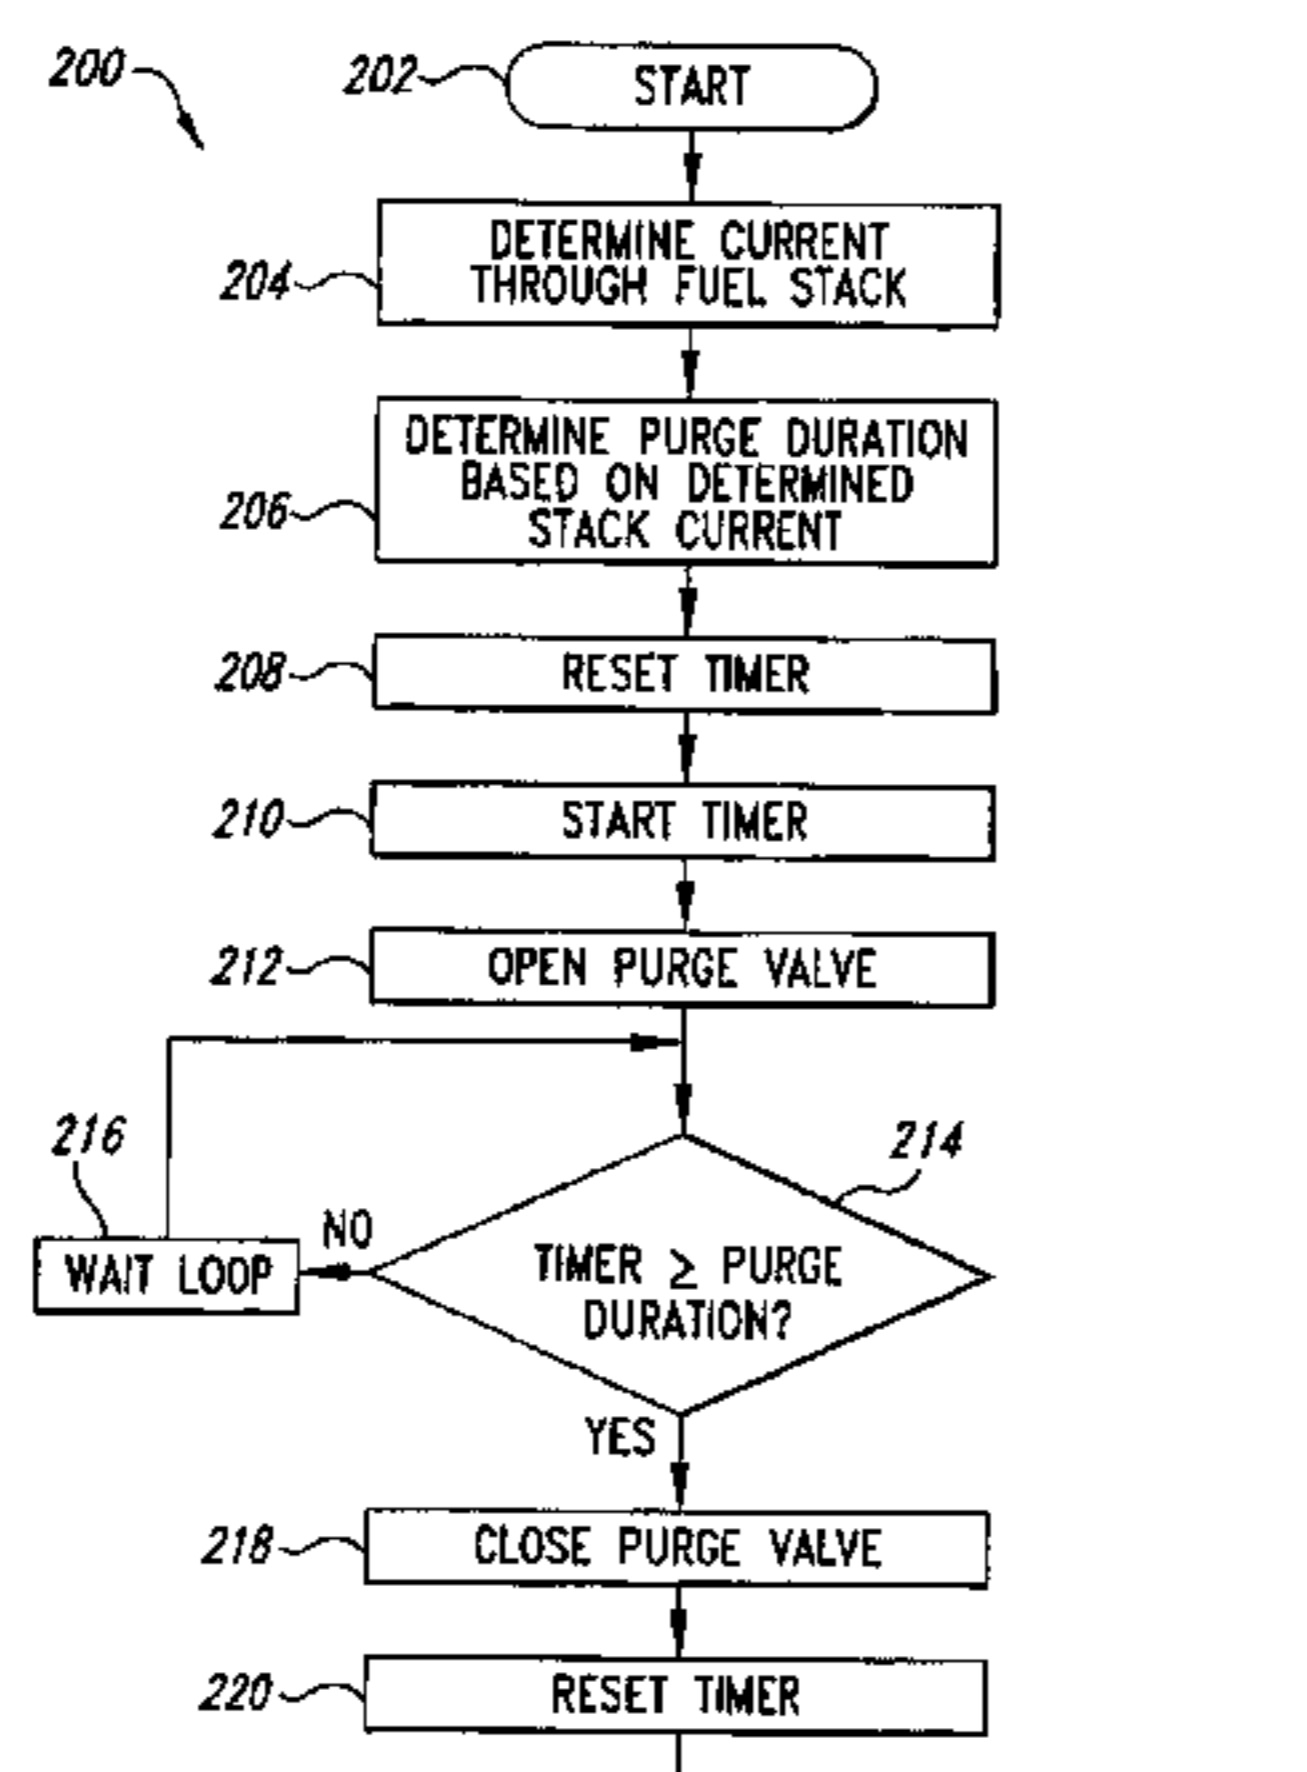 200
202
START
204
DETERMINE CURRENT
THROUGH FUEL STACK
206
DETERMINE PURGE DURATION
BASED ON DETERMINED
STACK CURRENT
208
RESET TIMER
210
START TIMER
212
OPEN PURGE VALVE
216
214
WAIT LOOP
NO
TIMER ≥ PURGE
DURATION?
YES
218
CLOSE PURGE VALVE
220
RESET TIMER